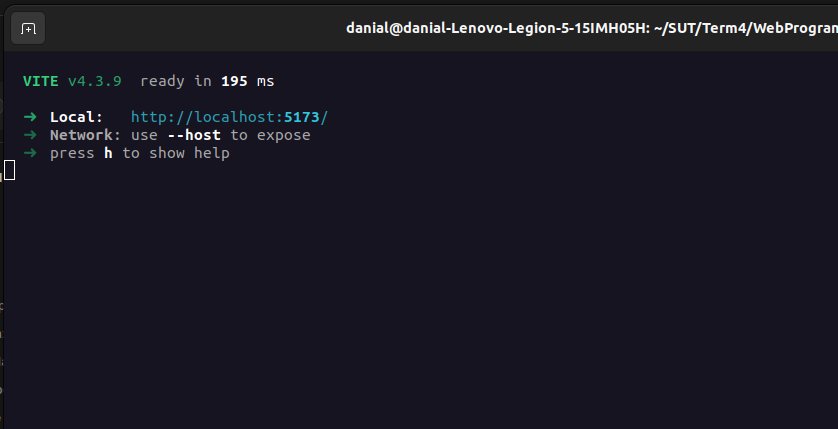 danial@danial-Lenovo-Legion-5-15IMH05H: ~/SUT/Term4/WebProgram
VITE v4.3.9  ready in 195 ms
➜  Local:   http://localhost:5173/
➜  Network: use --host to expose
➜  press h to show help